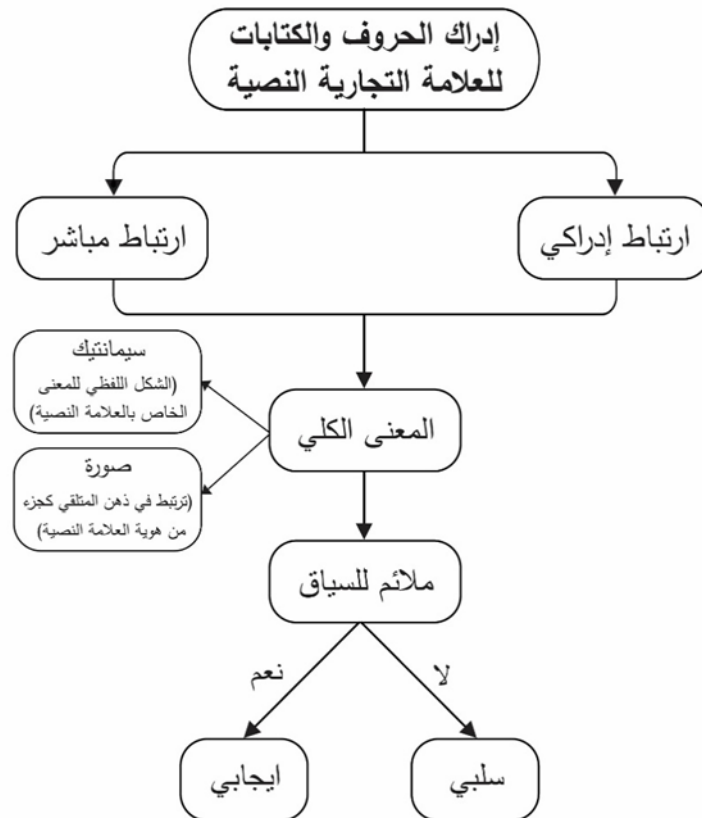 إدراك الحروف والكتابات
للعلامة التجارية النصية
ارتباط إدراكي
ارتباط مباشر
سيمانتيك
(الشكل اللفظي للمعنى
الخاص بالعلامة النصية)
المعنى الكلي
صورة
(ترتبط في ذهن المتلقي كجزء
من هوية العلامة النصية)
ملائم للسياق
لا
نعم
سلبي
ايجابي